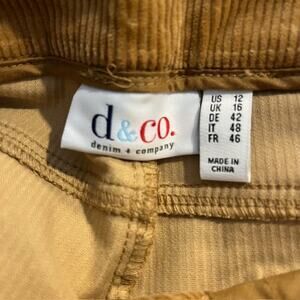 d&co.
denim + company
US 12
UK 16
DE 42
IT 48
FR 46
MADE IN
CHINA